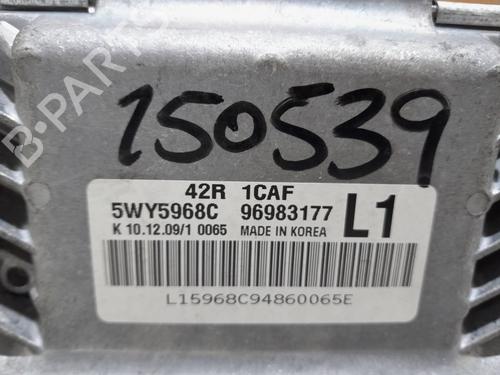 150539
42R 1CAF
5WY5968C 96983177 L1
K 10.12.09/1 0065 MADE IN KOREA
L15968C94860065E
B-PARTS